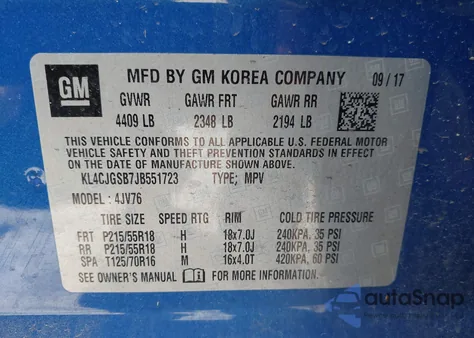 GM
MFD BY GM KOREA COMPANY 09/17
GVWR GAWR FRT GAWR RR
4409 LB 2348 LB 2194 LB
THIS VEHICLE CONFORMS TO ALL APPLICABLE U.S. FEDERAL MOTOR
VEHICLE SAFETY AND THEFT PREVENTION STANDARDS IN EFFECT ON
THE DATE OF MANUFACTURE SHOWN ABOVE.
KL4CJGSB7JB551723 TYPE; MPV
MODEL : 4JV76
TIRE SIZE SPEED RTG RIM COLD TIRE PRESSURE
FRT P215/55R18 H 18x7.0J 240KPA, 35 PSI
RR P215/55R18 H 18x7.0J 240KPA, 35 PSI
SPA T125/70R16 M 16x4.0T 420KPA, 60 PSI
SEE OWNER'S MANUAL FOR ADDITIONAL INFORMATION.
autoSnap